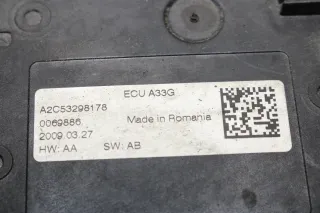 ECU A33G
A2C53298178
0069886
Made in Romania
2009.03.27
HW: AA SW: AB